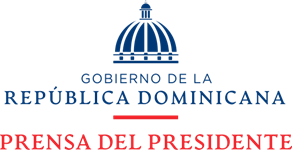 GOBIERNO DE LA
REPÚBLICA DOMINICANA
PRENSA DEL PRESIDENTE